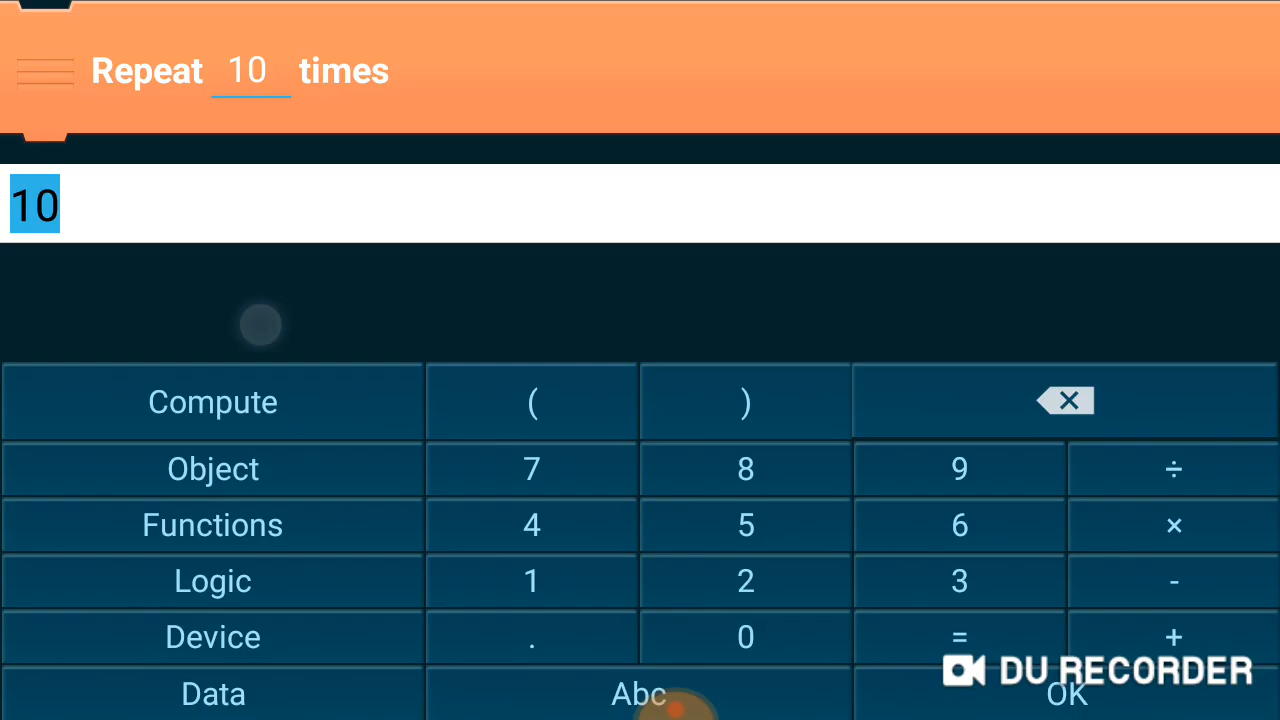 Repeat 10 times
10
Compute ( )
Object 7 8 9 ÷
Functions 4 5 6 ×
Logic 1 2 3 -
Device . 0 = +
DU RECORDER
Data Abc OK